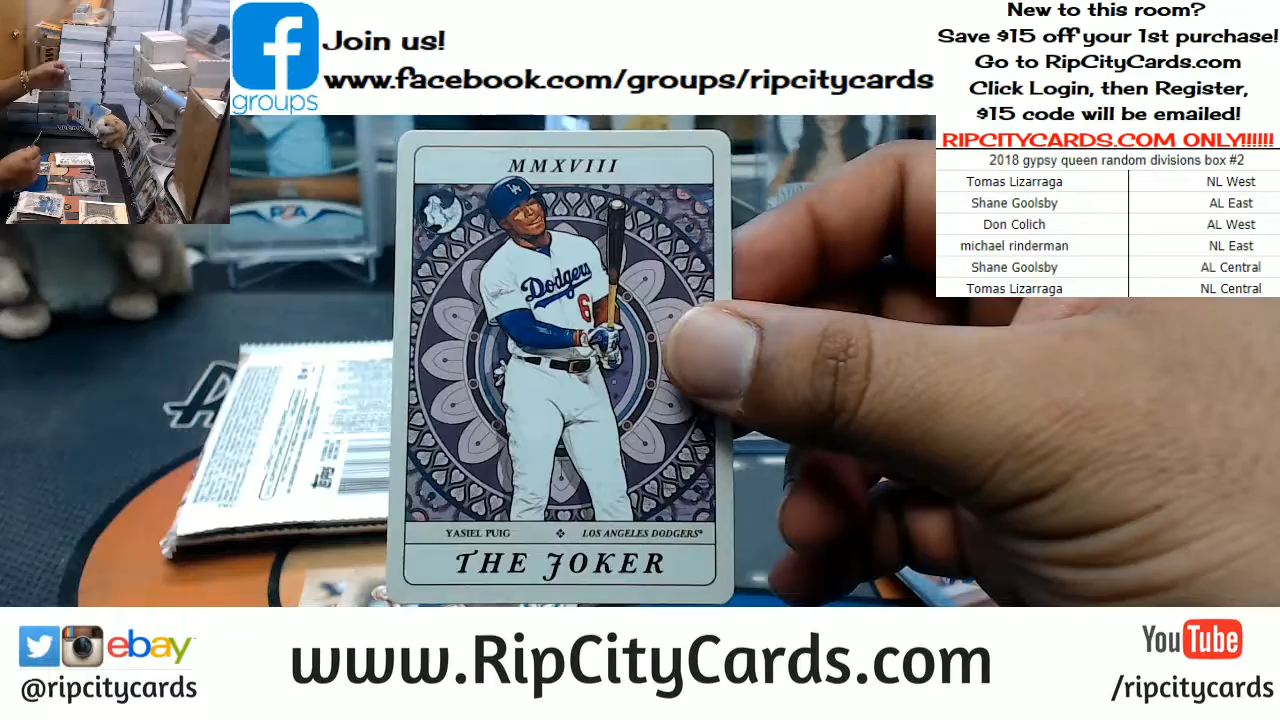 Join us!
www.facebook.com/groups/ripcitycards
groups
New to this room?
Save $15 off your 1st purchase!
Go to RipCityCards.com
Click Login, then Register,
$15 code will be emailed!
RIPCITYCARDS.COM ONLY!!!!!!
2018 gypsy queen random divisions box #2
Tomas Lizarraga NL West
Shane Goolsby AL East
Don Colich AL West
michael rinderman NL East
Shane Goolsby AL Central
Tomas Lizarraga NL Central
PSA
MMXVIII
LA
Dodgers
6
YASIEL PUIG LOS ANGELES DODGERS
THE JOKER
ebay
@ripcitycards
www.RipCityCards.com
YouTube
/ripcitycards